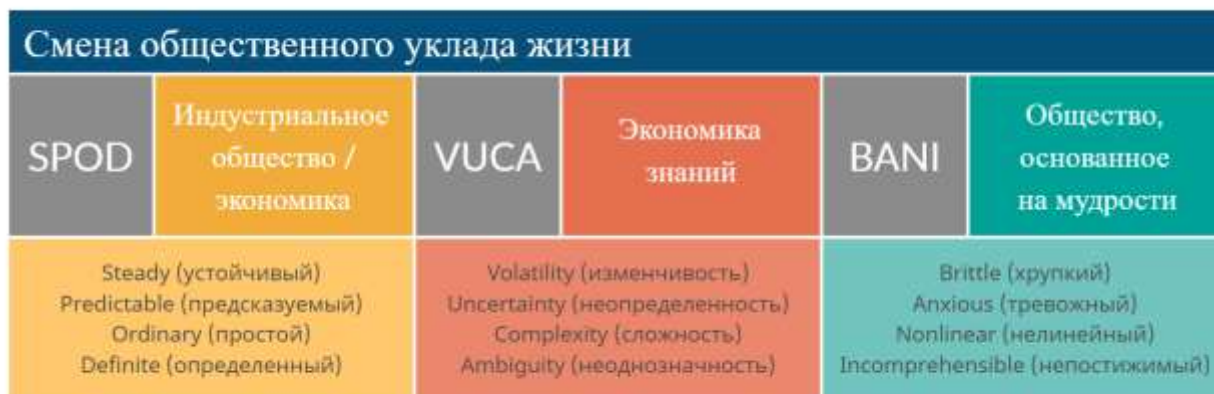 Смена общественного уклада жизни
SPOD
Индустриальное
общество /
экономика
VUCA
Экономика
знаний
BANI
Общество,
основанное
на мудрости
Steady (устойчивый)
Predictable (предсказуемый)
Ordinary (простой)
Definite (определенный)
Volatility (изменчивость)
Uncertainty (неопределенность)
Complexity (сложность)
Ambiguity (неоднозначность)
Brittle (хрупкий)
Anxious (тревожный)
Nonlinear (нелинейный)
Incomprehensible (непостижимый)